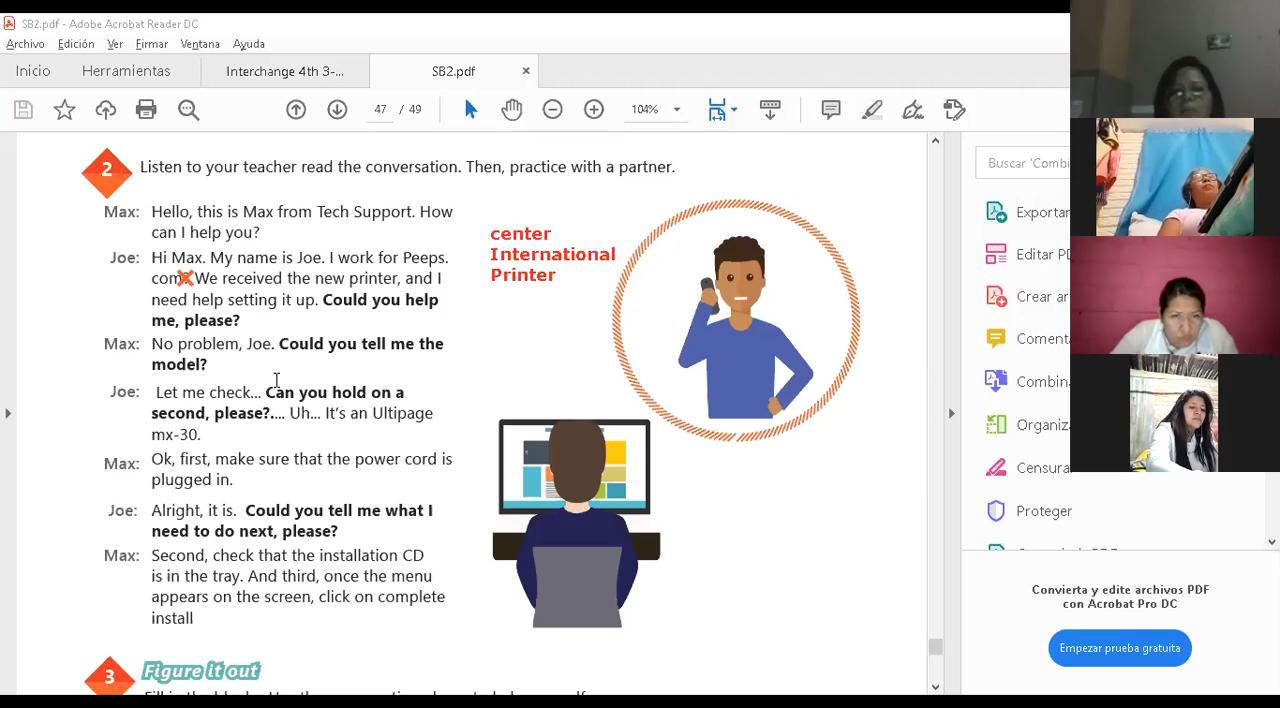 SB2.pdf - Adobe Acrobat Reader DC
Archivo Edición Ver Firmar Ventana Ayuda
Inicio Herramientas Interchange 4th 3-... SB2.pdf ×
47 / 49 104%
2 Listen to your teacher read the conversation. Then, practice with a partner.
Max: Hello, this is Max from Tech Support. How
can I help you?
Joe: Hi Max. My name is Joe. I work for Peeps.
com. We received the new printer, and I
need help setting it up. Could you help
me, please?
Max: No problem, Joe. Could you tell me the
model?
Joe: Let me check... Can you hold on a
second, please?.... Uh... It's an Ultipage
mx-30.
Max: Ok, first, make sure that the power cord is
plugged in.
Joe: Alright, it is. Could you tell me what I
need to do next, please?
Max: Second, check that the installation CD
is in the tray. And third, once the menu
appears on the screen, click on complete
install
center
International
Printer
3 Figure it out
Buscar 'Combi
Exportar
Editar PD
Crear ar
Comenta
Combina
Organiza
Censura
Proteger
Convierta y edite archivos PDF
con Acrobat Pro DC
Empezar prueba gratuita